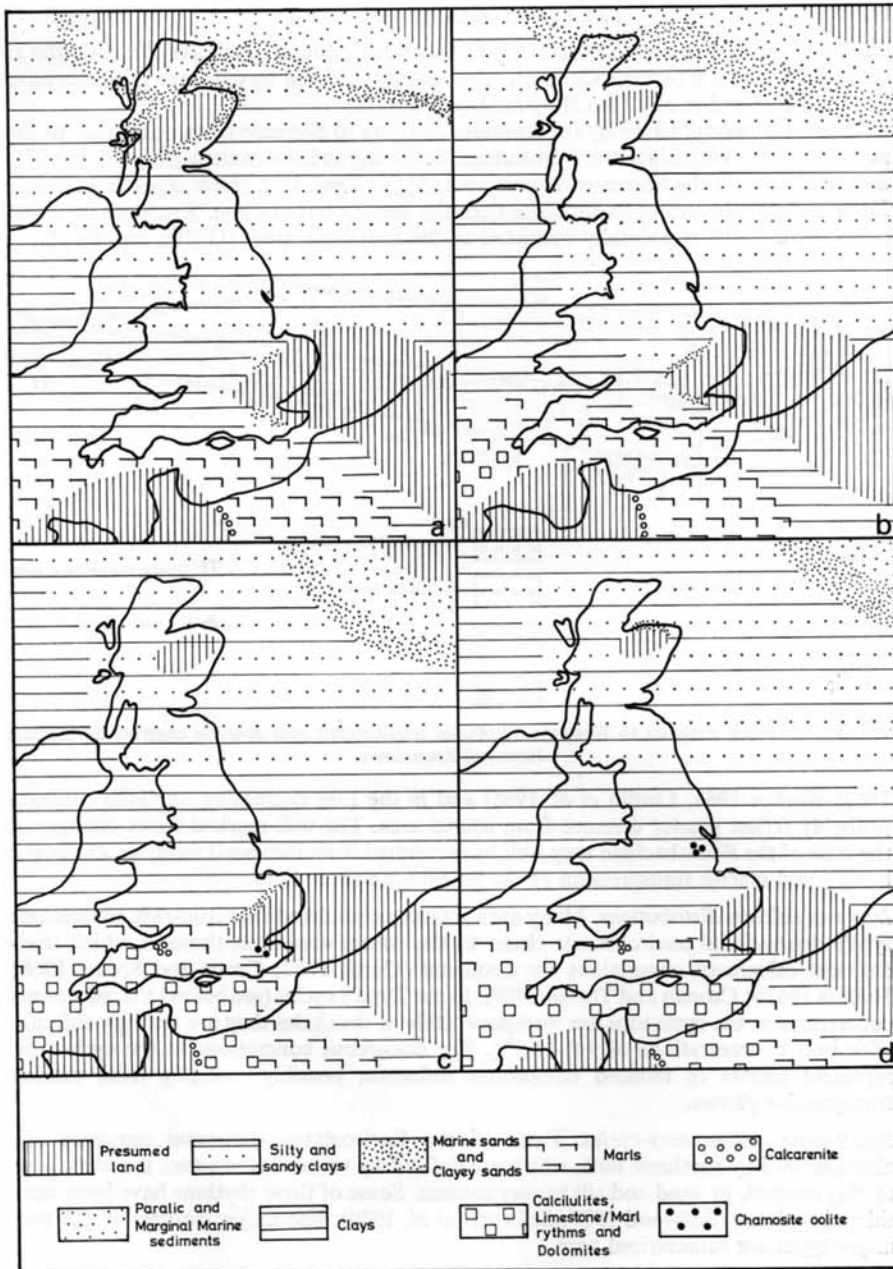 a
b
c
d
Presumed
land
Silty and
sandy clays
Marine sands
and
Clayey sands
Marls
Calcarenite
Paralic and
Marginal Marine
sediments
Clays
Calcilutites,
Limestone/Marl
rythms and
Dolomites
Chamosite oolite